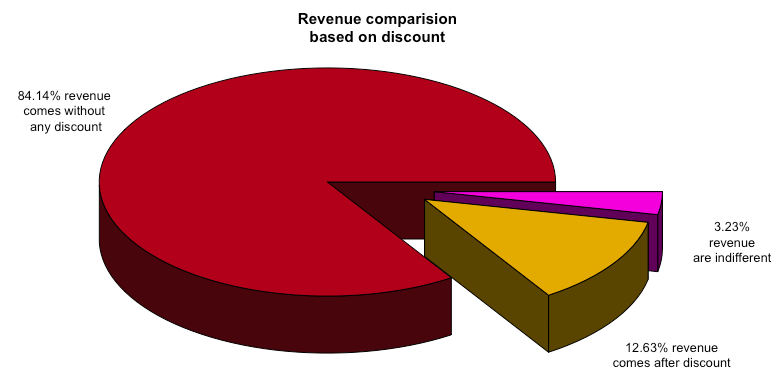 Revenue comparision
based on discount
84.14% revenue
comes without
any discount
3.23%
revenue
are indifferent
12.63% revenue
comes after discount